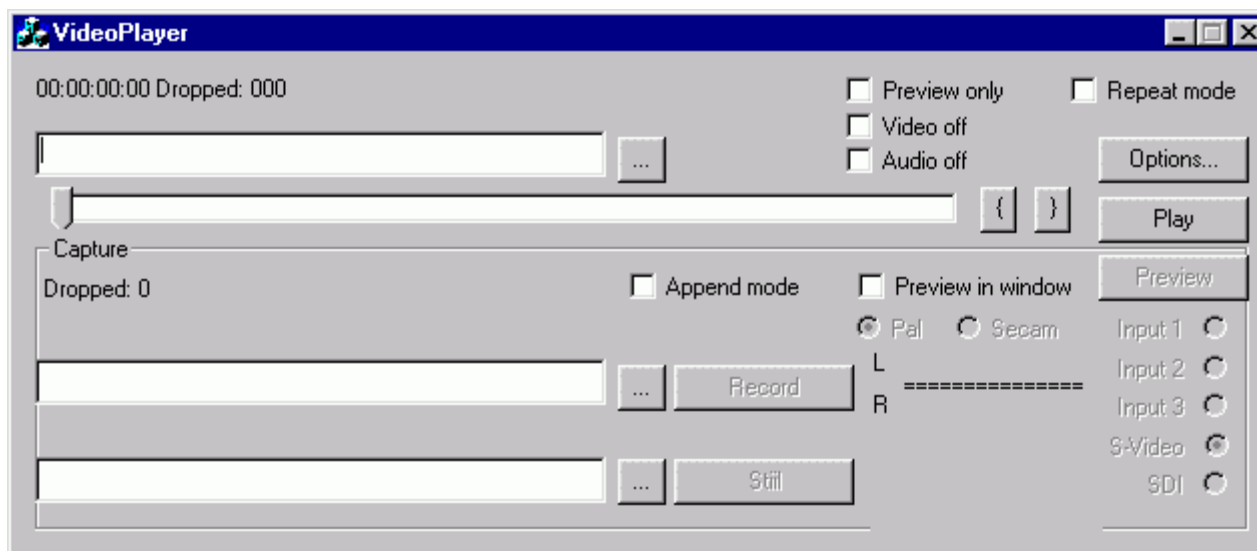 VideoPlayer
00:00:00:00 Dropped: 000
Preview only
Repeat mode
Video off
...
Audio off
Options...
{ }
Play
Capture
Dropped: 0
Append mode
Preview in window
Preview
Pal
Secam
Input 1
L
Input 2
...
Record
===============
R
Input 3
S-Video
...
Stiil
SDI